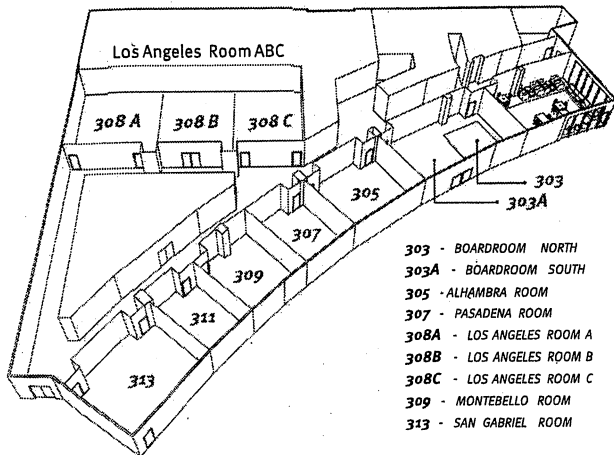 Los Angeles Room ABC
308 A 308 B 308 C
305
303
303A
307
309
311
313
303 - BOARDROOM NORTH
303A - BOARDROOM SOUTH
305 - ALHAMBRA ROOM
307 - PASADENA ROOM
308A - LOS ANGELES ROOM A
308B - LOS ANGELES ROOM B
308C - LOS ANGELES ROOM C
309 - MONTEBELLO ROOM
313 - SAN GABRIEL ROOM